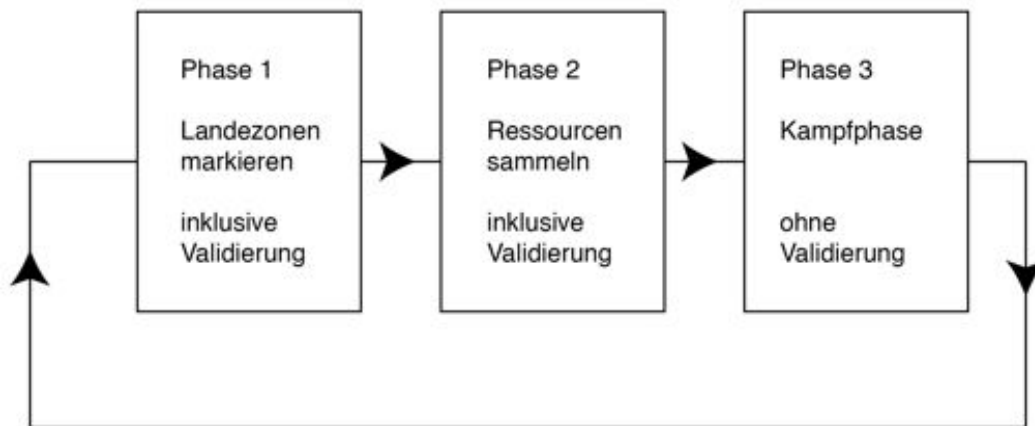 Phase 1
Landezonen
markieren
inklusive
Validierung
Phase 2
Ressourcen
sammeln
inklusive
Validierung
Phase 3
Kampfphase
ohne
Validierung